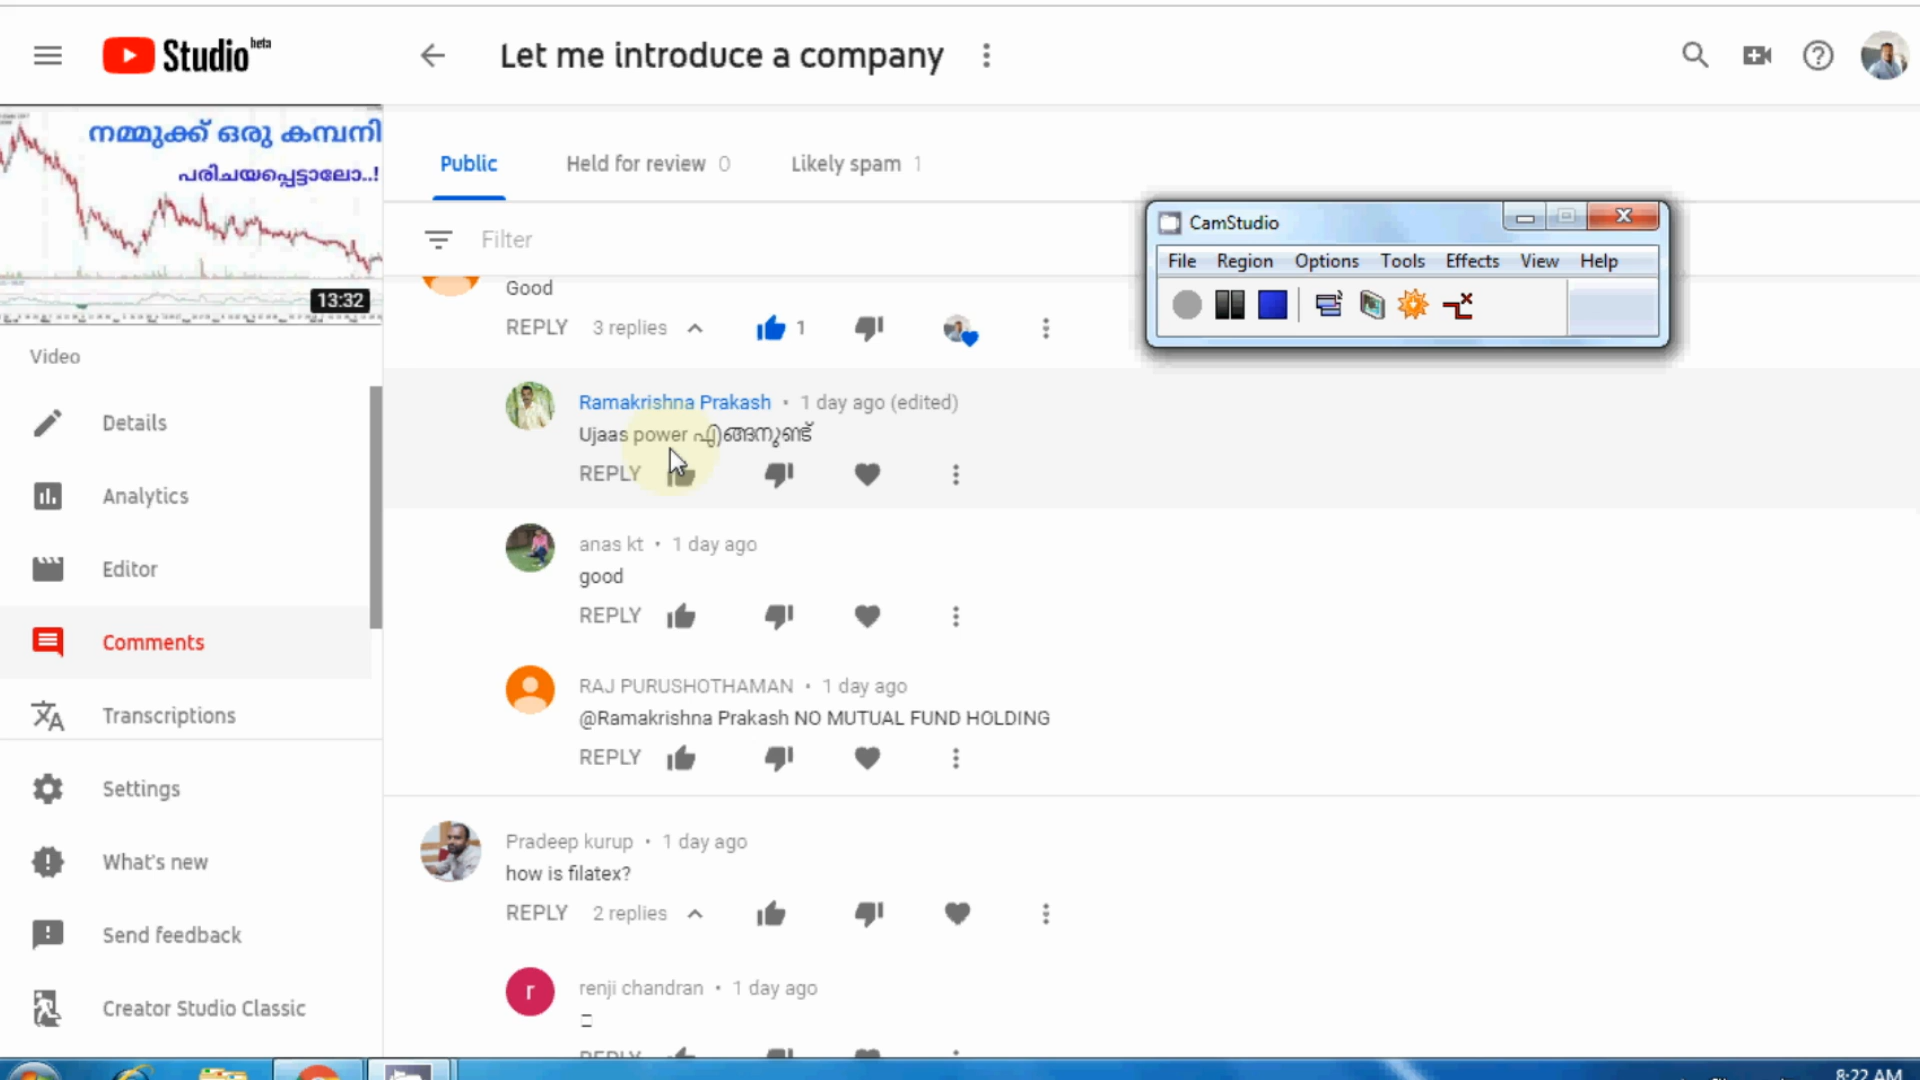 Studio beta
Let me introduce a company
നമ്മുക്ക് ഒരു കമ്പനി
പരിചയപ്പെട്ടാലോ..!
13:32
Video
Details
Analytics
Editor
Comments
Transcriptions
Settings
What's new
Send feedback
Creator Studio Classic
Public
Held for review 0
Likely spam 1
Filter
CamStudio
File Region Options Tools Effects View Help
Good
REPLY 3 replies 1
Ramakrishna Prakash • 1 day ago (edited)
Ujaas power എങ്ങനുണ്ട്
REPLY
anas kt • 1 day ago
good
REPLY
RAJ PURUSHOTHAMAN • 1 day ago
@Ramakrishna Prakash NO MUTUAL FUND HOLDING
REPLY
Pradeep kurup • 1 day ago
how is filatex?
REPLY 2 replies
r
renji chandran • 1 day ago
REPLY
8:22 AM